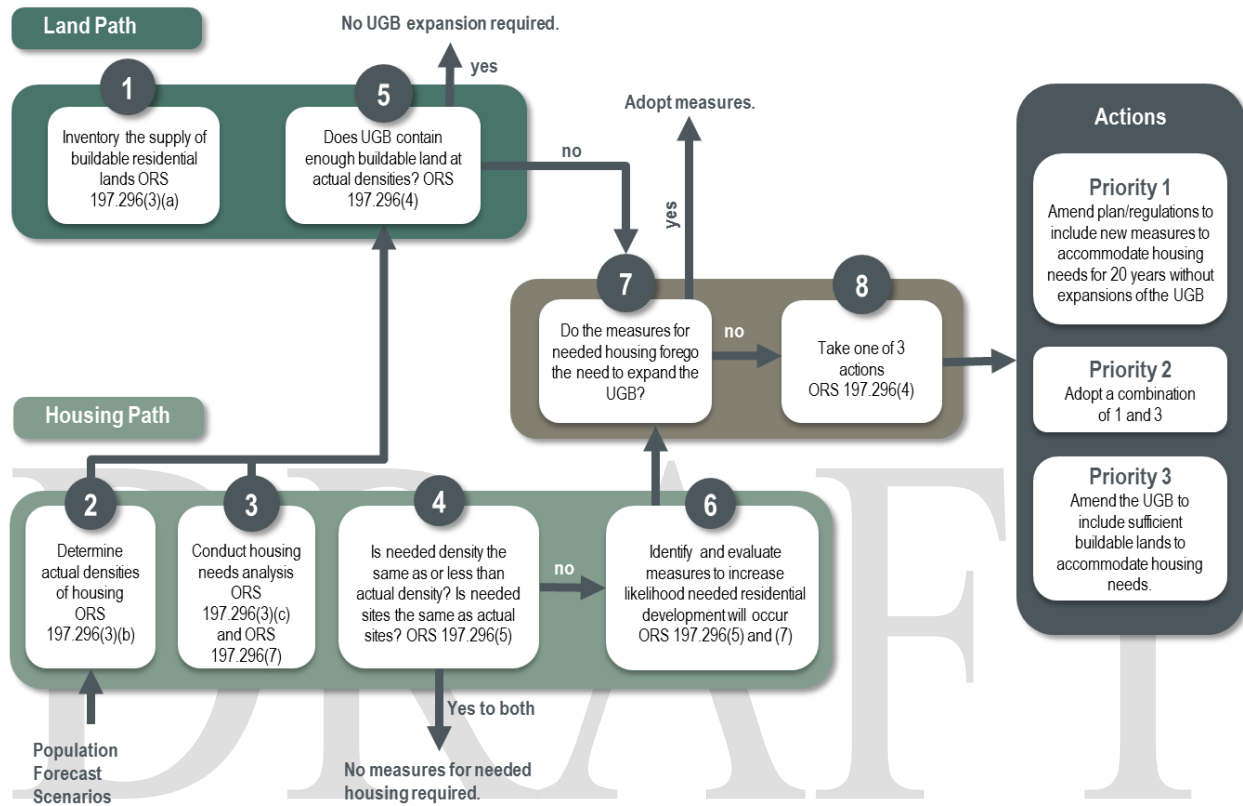 Land Path
No UGB expansion required.
yes
1
Inventory the supply of
buildable residential
lands ORS
197.296(3)(a)
5
Does UGB contain
enough buildable land at
actual densities? ORS
197.296(4)
no
Adopt measures.
yes
7
Do the measures for
needed housing forego
the need to expand the
UGB?
no
8
Take one of 3
actions
ORS 197.296(4)
Actions
Priority 1
Amend plan/regulations to
include new measures to
accommodate housing
needs for 20 years without
expansions of the UGB
Priority 2
Adopt a combination
of 1 and 3
Priority 3
Amend the UGB to
include sufficient
buildable lands to
accommodate housing
needs.
Housing Path
2
Determine
actual densities
of housing
ORS
197.296(3)(b)
3
Conduct housing
needs analysis
ORS
197.296(3)(c)
and ORS
197.296(7)
4
Is needed density the
same as or less than
actual density? Is needed
sites the same as actual
sites? ORS 197.296(5)
no
6
Identify and evaluate
measures to increase
likelihood needed residential
development will occur
ORS 197.296(5) and (7)
Yes to both
No measures for needed
housing required.
Population
Forecast
Scenarios
DRAFT